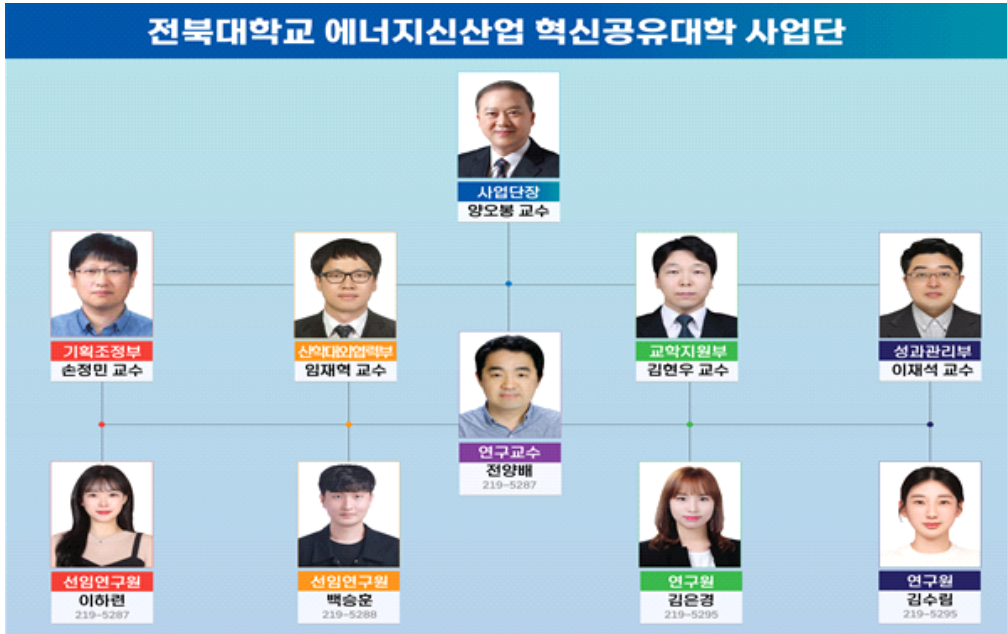 전북대학교 에너지신산업 혁신공유대학 사업단
사업단장
양오봉 교수
기획조정부
손정민 교수
산학대외협력부
임재혁 교수
교학지원부
김현우 교수
성과관리부
이재석 교수
연구교수
전양배
219-5287
선임연구원
이하련
219-5287
선임연구원
백승훈
219-5288
연구원
김은경
219-5295
연구원
김수림
219-5295